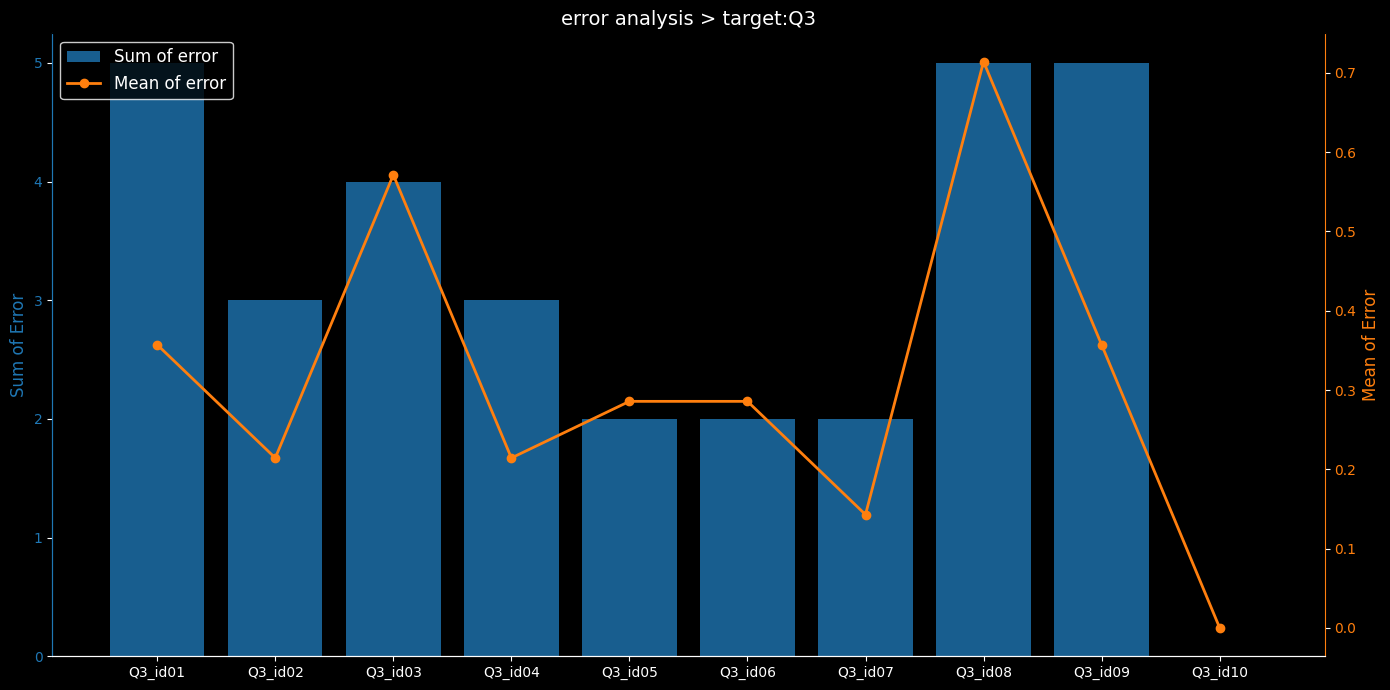 error analysis > target:Q3
Sum of error
Mean of error
Sum of Error
5
4
3
2
1
0
Mean of Error
0.7
0.6
0.5
0.4
0.3
0.2
0.1
0.0
Q3_id01 Q3_id02 Q3_id03 Q3_id04 Q3_id05 Q3_id06 Q3_id07 Q3_id08 Q3_id09 Q3_id10